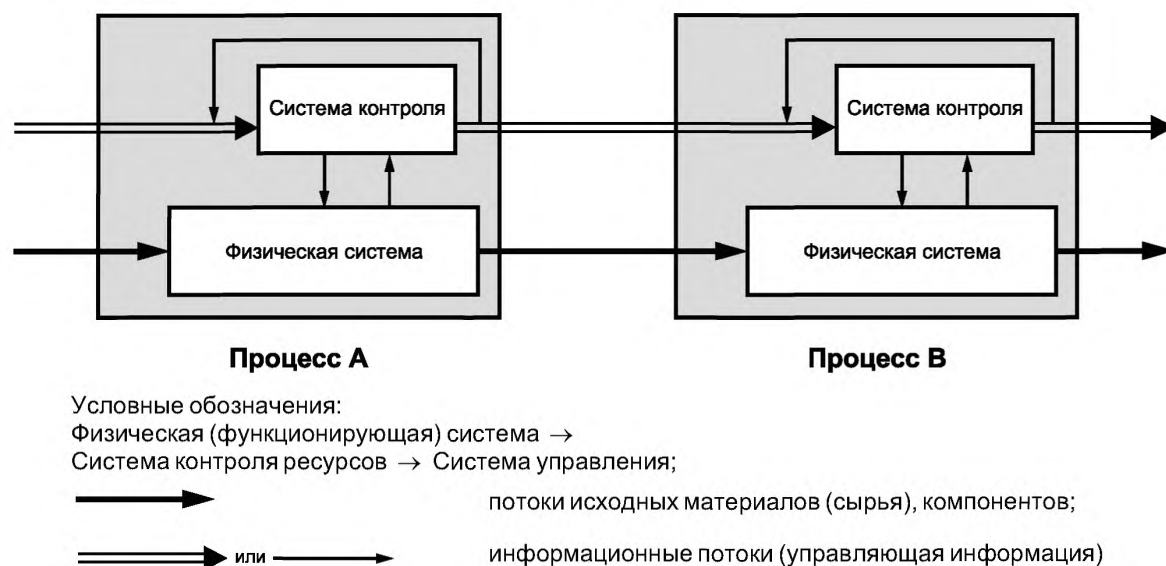 Система контроля
Система контроля
Физическая система
Физическая система
Процесс А
Процесс В
Условные обозначения:
Физическая (функционирующая) система →
Система контроля ресурсов → Система управления;
потоки исходных материалов (сырья), компонентов;
или
информационные потоки (управляющая информация)